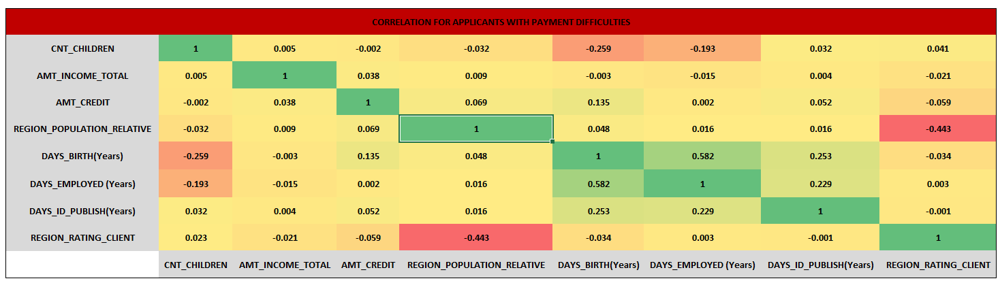 CORRELATION FOR APPLICANTS WITH PAYMENT DIFFICULTIES
CNT_CHILDREN 1 0.005 -0.002 -0.032 -0.259 -0.193 0.032 0.041
AMT_INCOME_TOTAL 0.005 1 0.038 0.009 -0.003 -0.015 0.004 -0.021
AMT_CREDIT -0.002 0.038 1 0.069 0.135 0.002 0.052 -0.059
REGION_POPULATION_RELATIVE -0.032 0.009 0.069 1 0.048 0.016 0.016 -0.443
DAYS_BIRTH(Years) -0.259 -0.003 0.135 0.048 1 0.582 0.253 -0.034
DAYS_EMPLOYED (Years) -0.193 -0.015 0.002 0.016 0.582 1 0.229 0.003
DAYS_ID_PUBLISH(Years) 0.032 0.004 0.052 0.016 0.253 0.229 1 -0.001
REGION_RATING_CLIENT 0.023 -0.021 -0.059 -0.443 -0.034 0.003 -0.001 1
CNT_CHILDREN AMT_INCOME_TOTAL AMT_CREDIT REGION_POPULATION_RELATIVE DAYS_BIRTH(Years) DAYS_EMPLOYED (Years) DAYS_ID_PUBLISH(Years) REGION_RATING_CLIENT